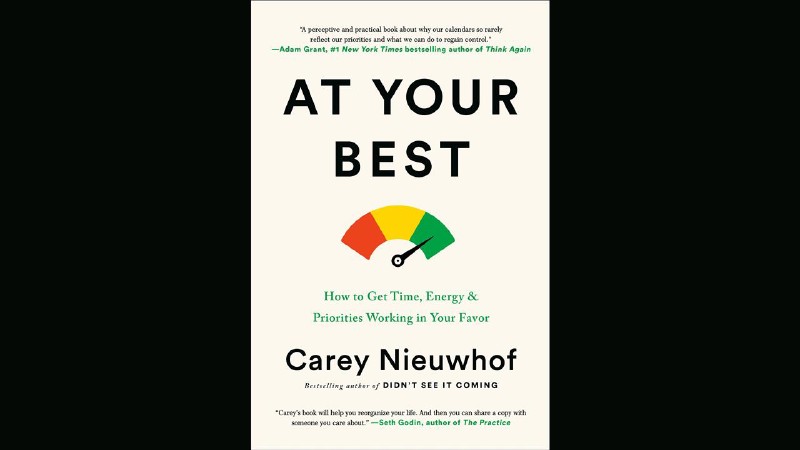 "A perceptive and practical book about why our calendars so rarely
reflect our priorities and what we can do to regain control."
—Adam Grant, #1 New York Times bestselling author of Think Again
AT YOUR
BEST
How to Get Time, Energy &
Priorities Working in Your Favor
Carey Nieuwhof
Bestselling author of DIDN'T SEE IT COMING
"Carey's book will help you reorganize your life. And then you can share a copy with
someone you care about." —Seth Godin, author of The Practice